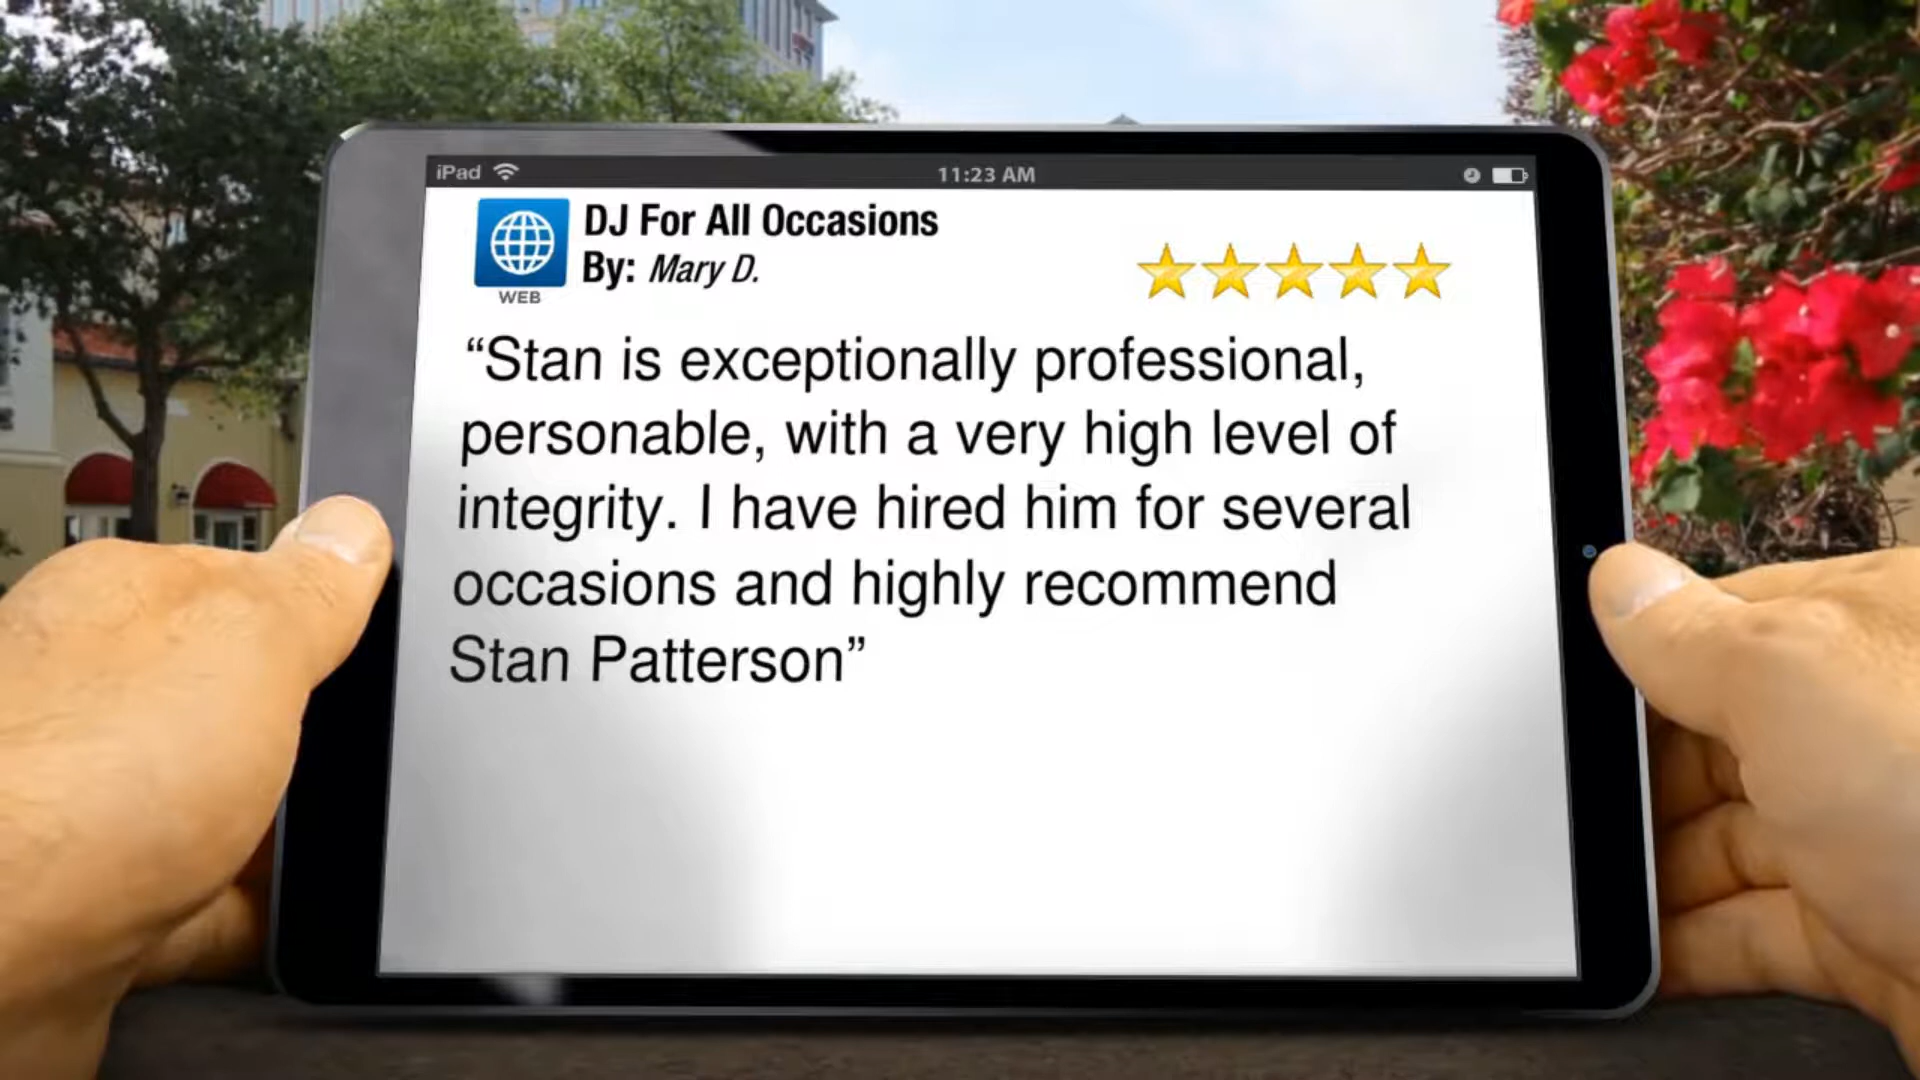 iPad
11:23 AM
DJ For All Occasions
By: Mary D.
WEB
“Stan is exceptionally professional,
personable, with a very high level of
integrity. I have hired him for several
occasions and highly recommend
Stan Patterson”